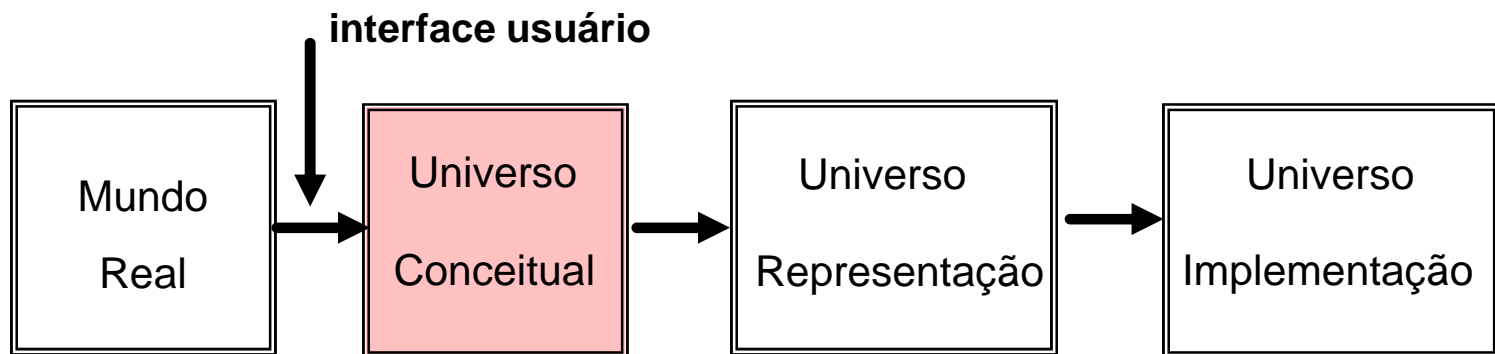 interface usuário
Mundo
Real
Universo
Conceitual
Universo
Representação
Universo
Implementação